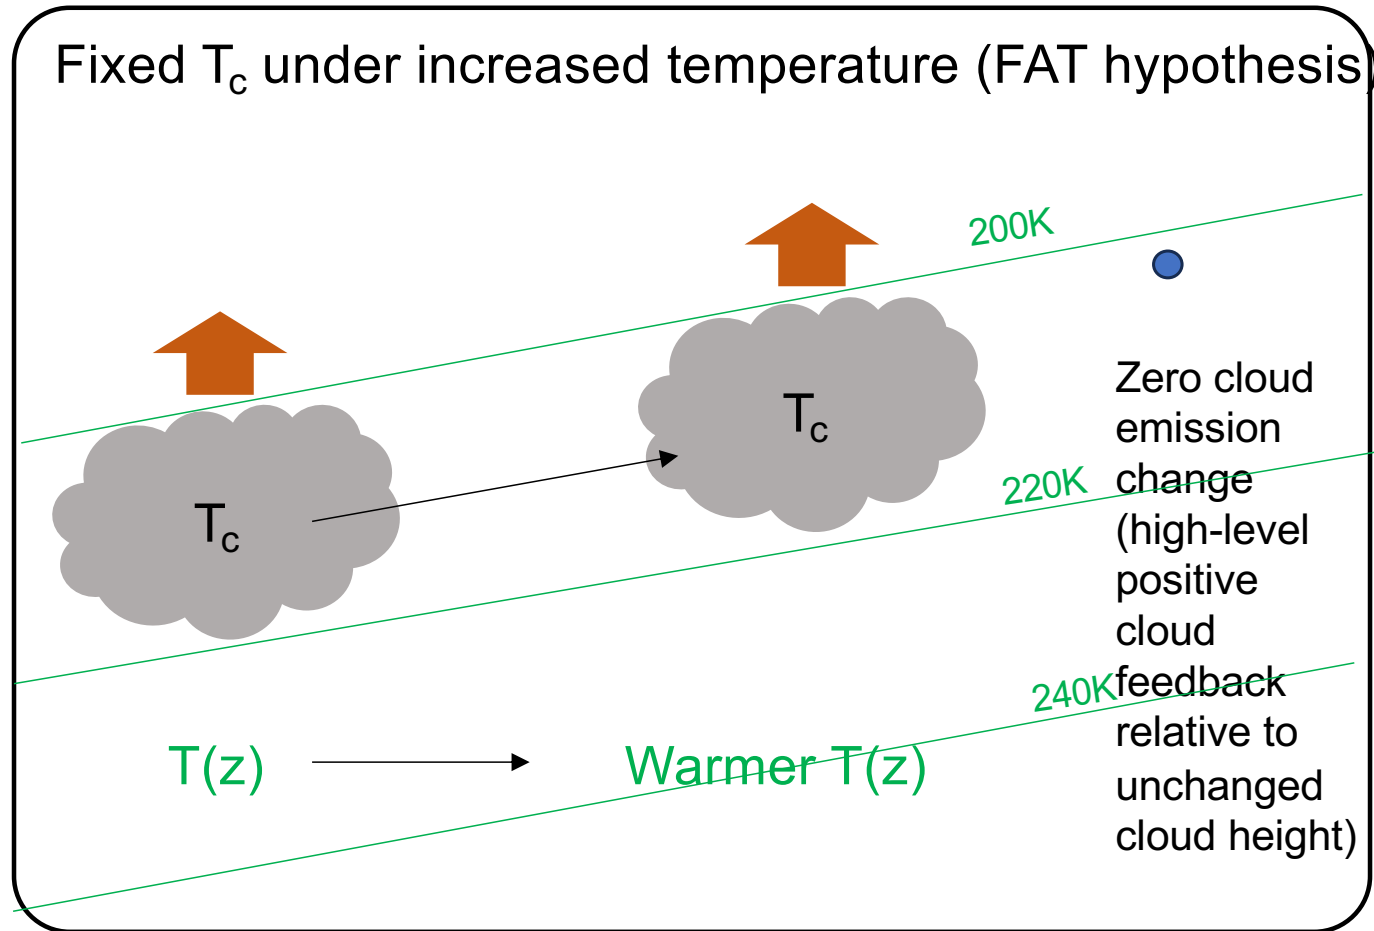 Fixed Tc under increased temperature (FAT hypothesis)
200K
Tc
Tc
220K
240K
T(z)
Warmer T(z)
Zero cloud
emission
change
(high-level
positive
cloud
feedback
relative to
unchanged
cloud height)